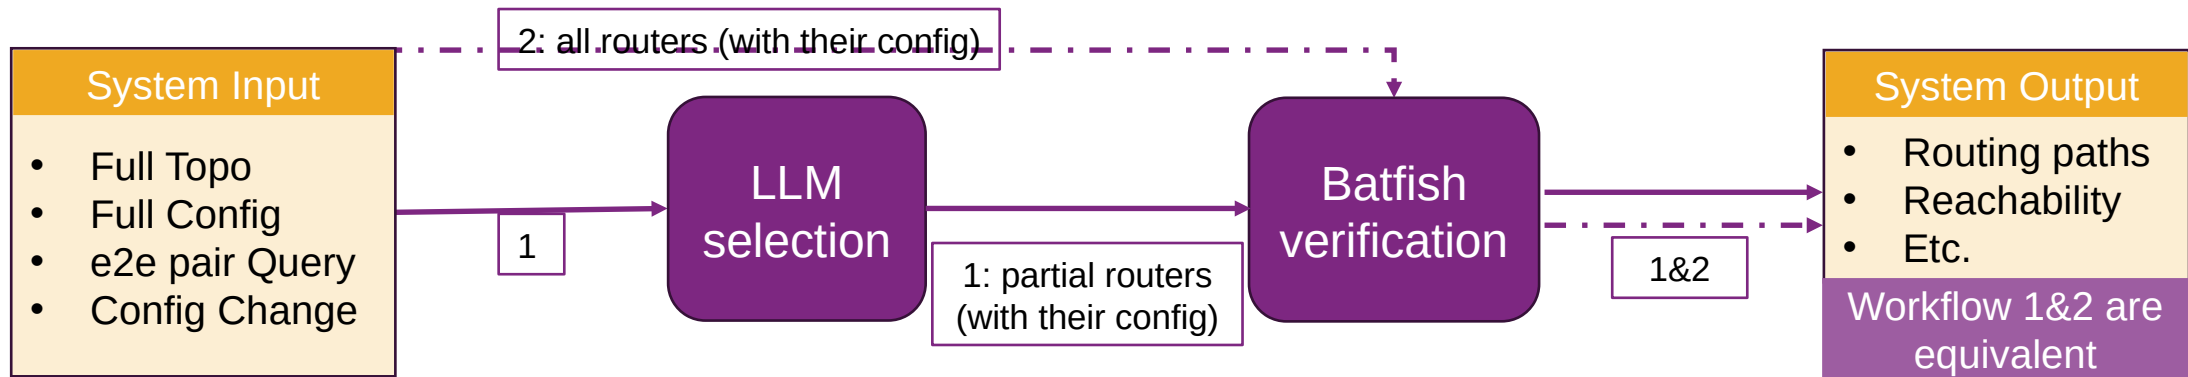 2: all routers (with their config)
System Input
• Full Topo
• Full Config
• e2e pair Query
• Config Change
1
LLM
selection
1: partial routers
(with their config)
Batfish
verification
1&2
System Output
• Routing paths
• Reachability
• Etc.
Workflow 1&2 are
equivalent